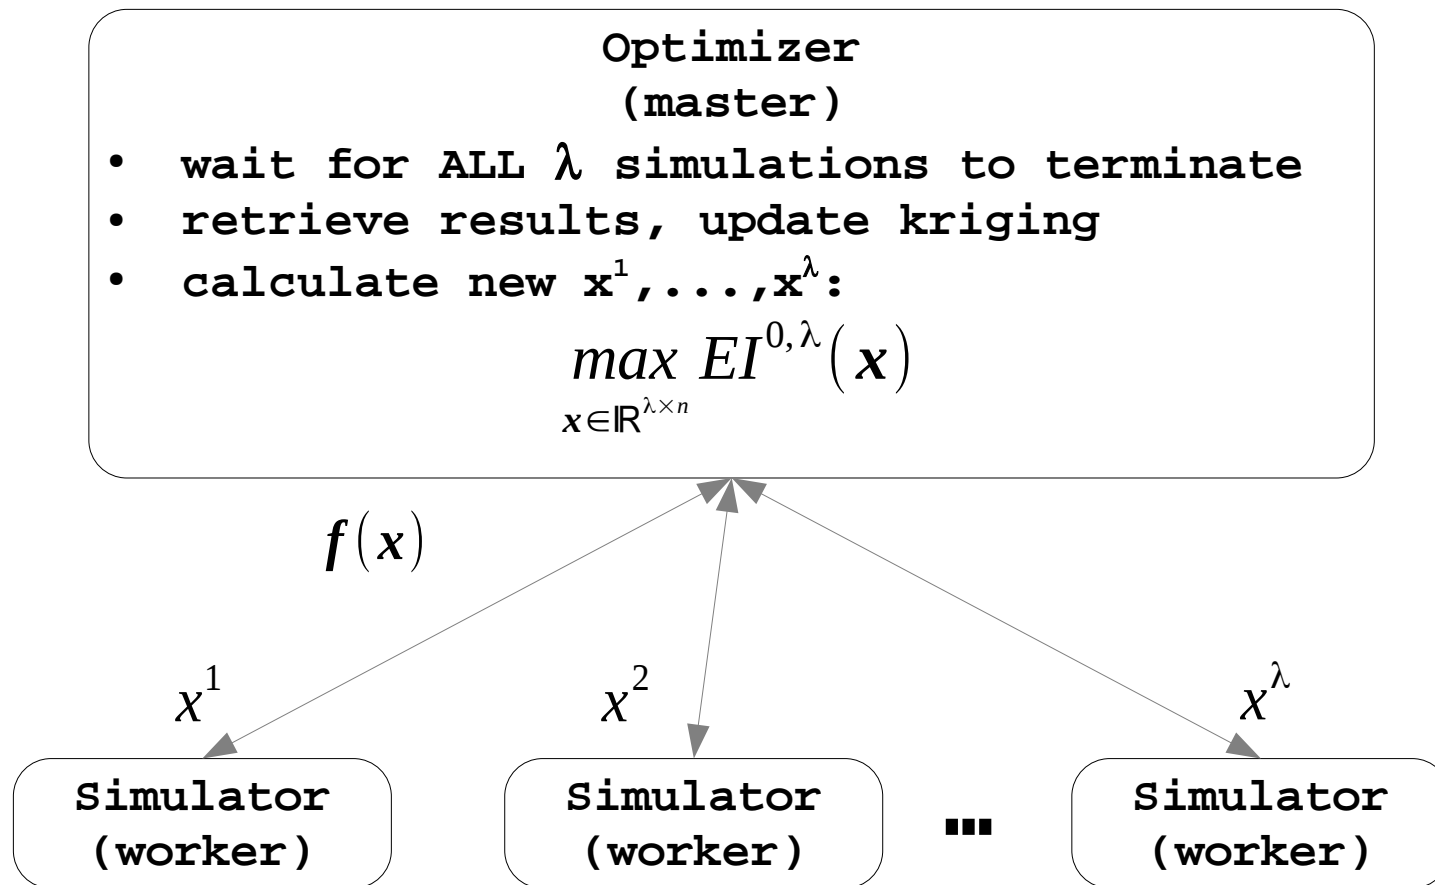 Optimizer
(master)
• wait for ALL λ simulations to terminate
• retrieve results, update kriging
• calculate new x¹,...,x^λ:
max EI^{0,λ}(x)
x∈ℝ^{λ×n}
f(x)
x¹ x² x^λ
Simulator Simulator Simulator
(worker) (worker) ... (worker)